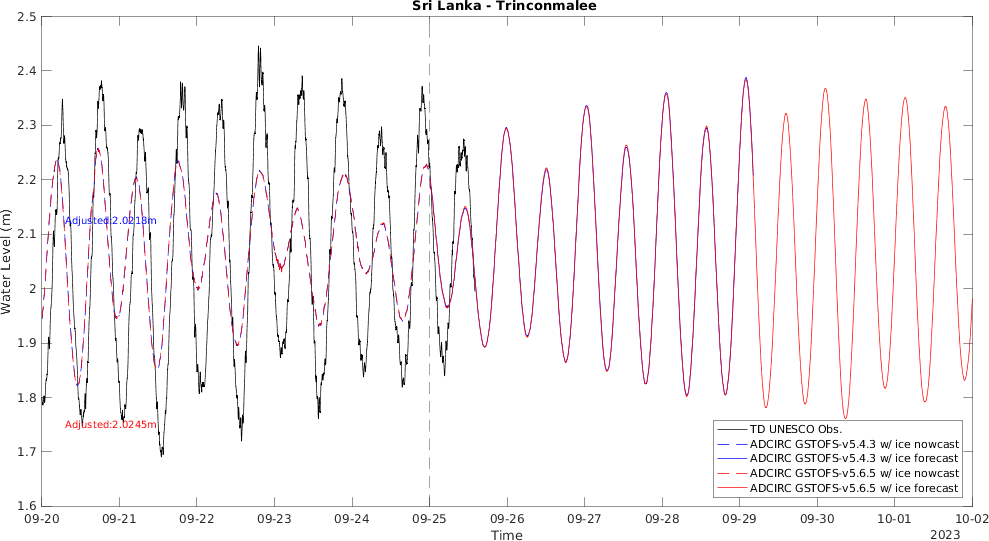 Sri Lanka - Trinconmalee
2.5
2.4
2.3
2.2
2.1
2
1.9
1.8
1.7
1.6
Water Level (m)
Adjusted:2.0218m
Adjusted:2.0245m
TD UNESCO Obs.
ADCIRC GSTOFS-v5.4.3 w/ ice nowcast
ADCIRC GSTOFS-v5.4.3 w/ ice forecast
ADCIRC GSTOFS-v5.6.5 w/ ice nowcast
ADCIRC GSTOFS-v5.6.5 w/ ice forecast
09-20 09-21 09-22 09-23 09-24 09-25 09-26 09-27 09-28 09-29 09-30 10-01 10-02
Time
2023